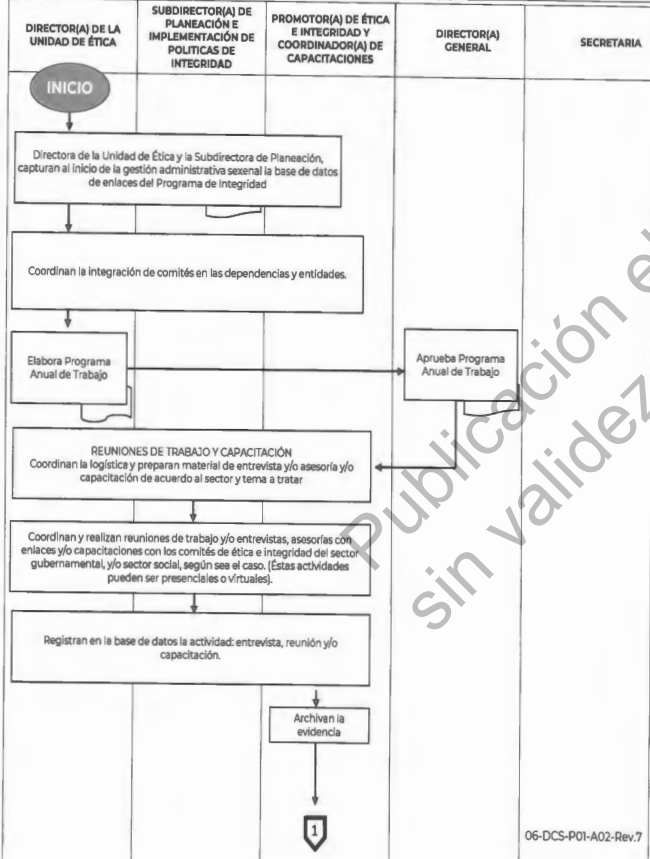 DIRECTOR(A) DE LA
UNIDAD DE ÉTICA
SUBDIRECTOR(A) DE
PLANEACIÓN E
IMPLEMENTACIÓN DE
POLITICAS DE
INTEGRIDAD
PROMOTOR(A) DE ÉTICA
E INTEGRIDAD Y
COORDINADOR(A) DE
CAPACITACIONES
DIRECTOR(A)
GENERAL
SECRETARIA
INICIO
Directora de la Unidad de Ética y la Subdirectora de Planeación,
capturan al inicio de la gestión administrativa sexenal la base de datos
de enlaces del Programa de Integridad
Coordinan la integración de comités en las dependencias y entidades.
Elabora Programa
Anual de Trabajo
Aprueba Programa
Anual de Trabajo
REUNIONES DE TRABAJO Y CAPACITACIÓN
Coordinan la logística y preparan material de entrevista y/o asesoría y/o
capacitación de acuerdo al sector y tema a tratar
Coordinan y realizan reuniones de trabajo y/o entrevistas, asesorías con
enlaces y/o capacitaciones con los comités de ética e integridad del sector
gubernamental, y/o sector social, según sea el caso. (Éstas actividades
pueden ser presenciales o virtuales).
Registran en la base de datos la actividad: entrevista, reunión y/o
capacitación.
Archivan la
evidencia
1
06-DCS-P01-A02-Rev.7
Publicación el
sin validez